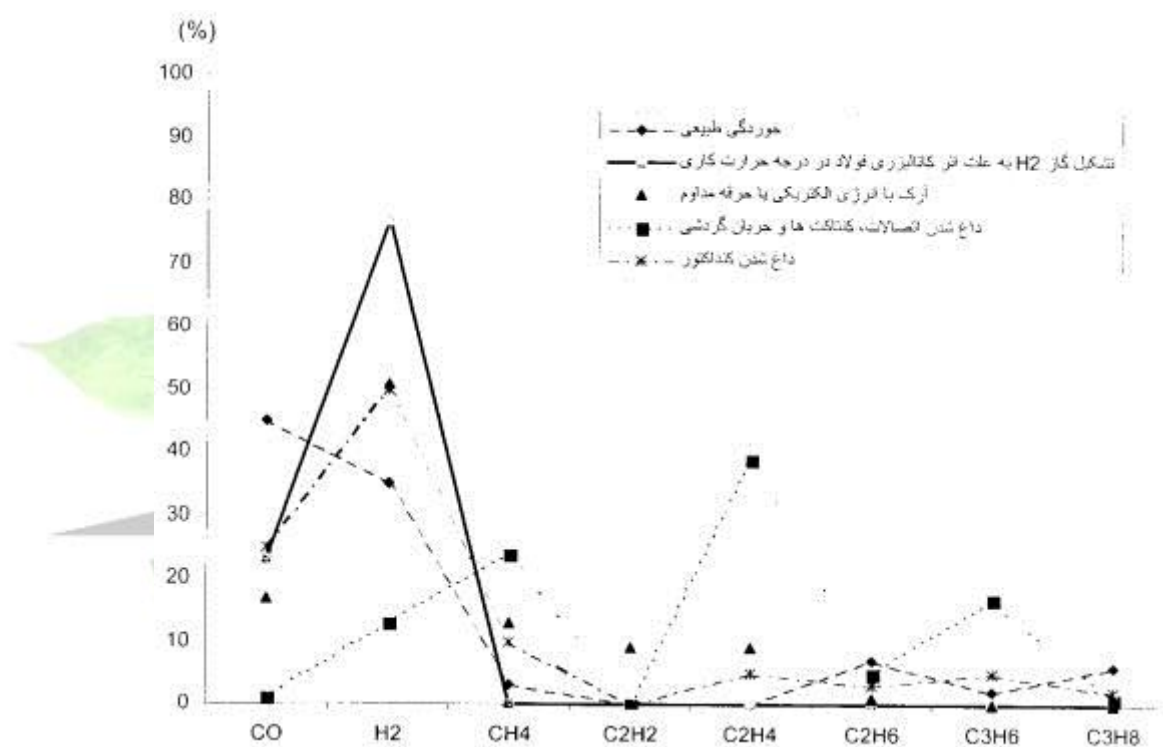 (%)
100
90
80
70
60
50
40
30
20
10
0
خوردگی طبیعی
تشکیل گاز H2 به علت اثر کاتالیزری فولاد در درجه حرارت کاری
آرک با انرژی الکتریکی یا جرقه مداوم
داغ شدن اتصالات، کنتاکت ها و جریان گردشی
داغ شدن کنداکتور
CO H2 CH4 C2H2 C2H4 C2H6 C3H6 C3H8